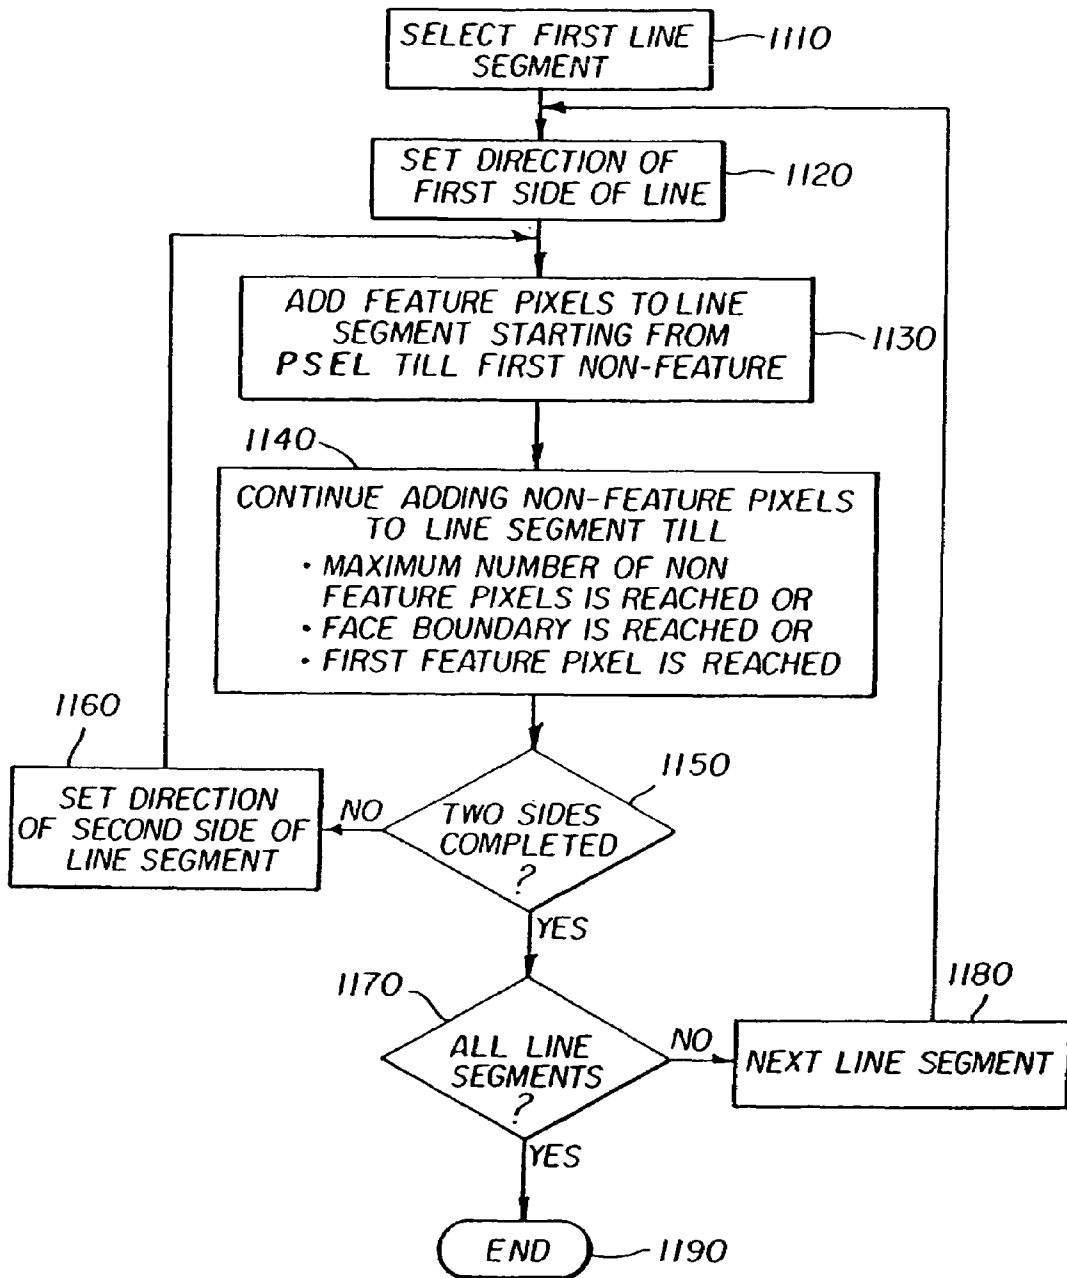 SELECT FIRST LINE
SEGMENT
1110
SET DIRECTION OF
FIRST SIDE OF LINE
1120
ADD FEATURE PIXELS TO LINE
SEGMENT STARTING FROM
PSEL TILL FIRST NON-FEATURE
1130
1140
CONTINUE ADDING NON-FEATURE PIXELS
TO LINE SEGMENT TILL
• MAXIMUM NUMBER OF NON
FEATURE PIXELS IS REACHED OR
• FACE BOUNDARY IS REACHED OR
• FIRST FEATURE PIXEL IS REACHED
1160
SET DIRECTION
OF SECOND SIDE OF
LINE SEGMENT
NO
1150
TWO SIDES
COMPLETED
?
YES
1170
ALL LINE
SEGMENTS
?
NO
1180
NEXT LINE SEGMENT
YES
END
1190